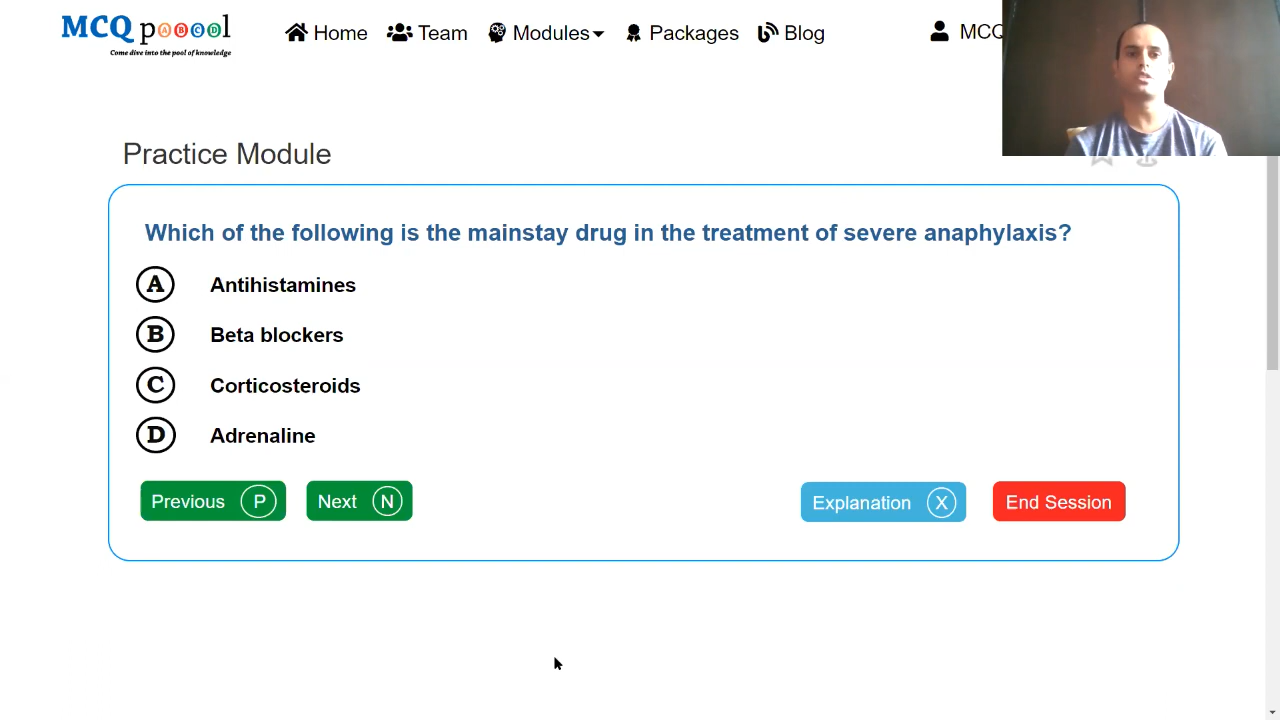 MCQ pABCDl
Come dive into the pool of knowledge
Home Team Modules Packages Blog MCQ
Practice Module
Which of the following is the mainstay drug in the treatment of severe anaphylaxis?
A Antihistamines
B Beta blockers
C Corticosteroids
D Adrenaline
Previous P Next N Explanation X End Session